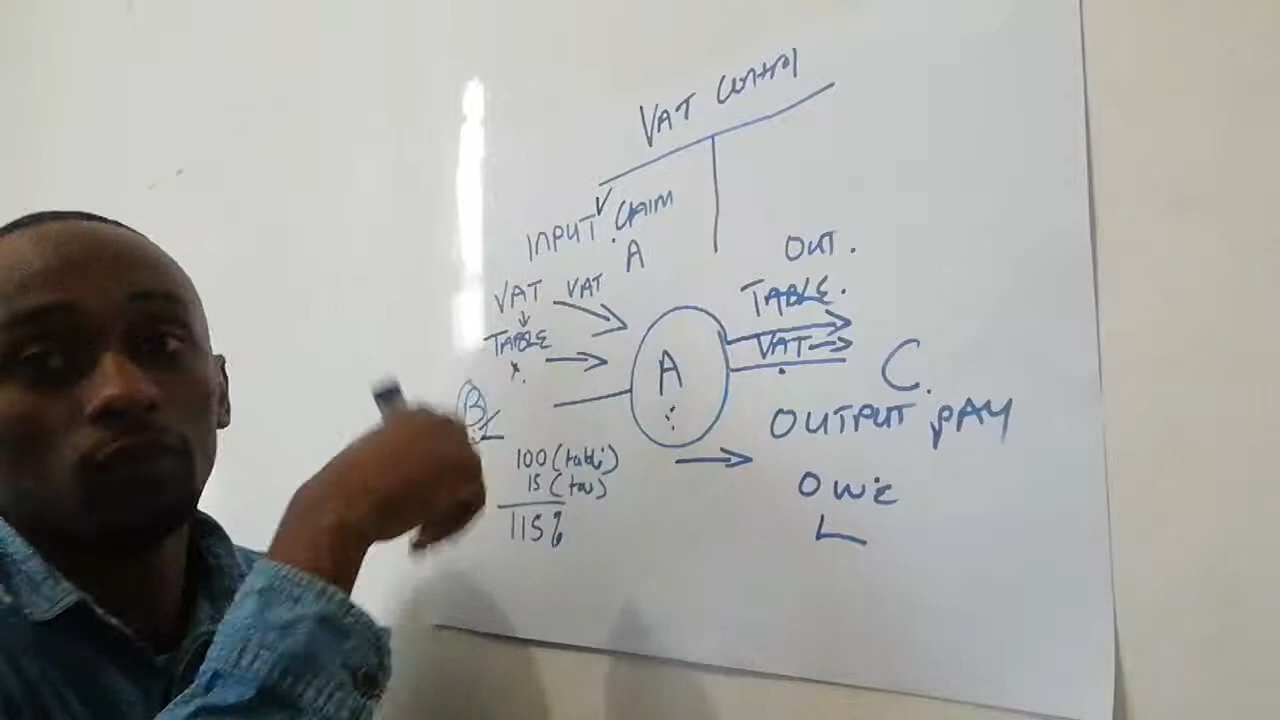 VAT Control
INPUT. CLAIM
A
VAT VAT
TABLE
B
100 (table)
15 (tax)
115%
A
OUT.
TABLE.
VAT
C.
OUTPUT PAY
OWE